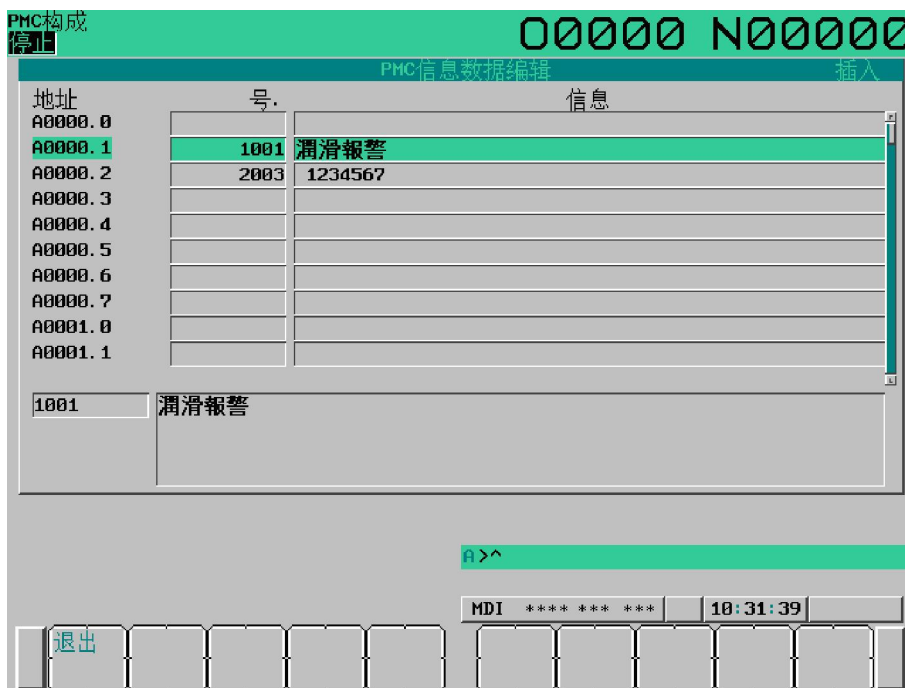 PMC构成
停止
O0000 N00000
PMC信息数据编辑 插入
地址 号. 信息
A0000.0
A0000.1 1001 潤滑報警
A0000.2 2003 1234567
A0000.3
A0000.4
A0000.5
A0000.6
A0000.7
A0001.0
A0001.1
1001 潤滑報警
A>^
MDI **** *** *** 10:31:39
退出